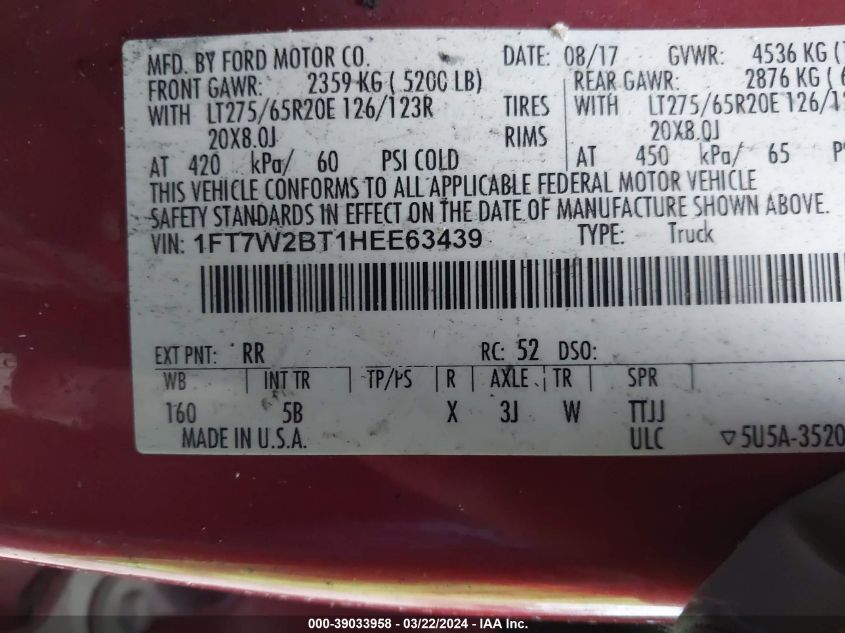 MFD. BY FORD MOTOR CO. DATE: 08/17 GVWR: 4536 KG
FRONT GAWR: 2359 KG ( 5200 LB) REAR GAWR: 2876 KG (
WITH LT275/65R20E 126/123R TIRES WITH LT275/65R20E 126/
20X8.0J RIMS 20X8.0J
AT 420 kPa/ 60 PSI COLD AT 450 kPa/ 65
THIS VEHICLE CONFORMS TO ALL APPLICABLE FEDERAL MOTOR VEHICLE
SAFETY STANDARDS IN EFFECT ON THE DATE OF MANUFACTURE SHOWN ABOVE.
VIN: 1FT7W2BT1HEE63439 TYPE: Truck
EXT PNT: RR RC: 52 DSO:
WB INT TR TP/PS R AXLE TR SPR
160 5B X 3J W TTJJ
MADE IN U.S.A. ULC ▽5U5A-3520
000-39033958 - 03/22/2024 - IAA Inc.